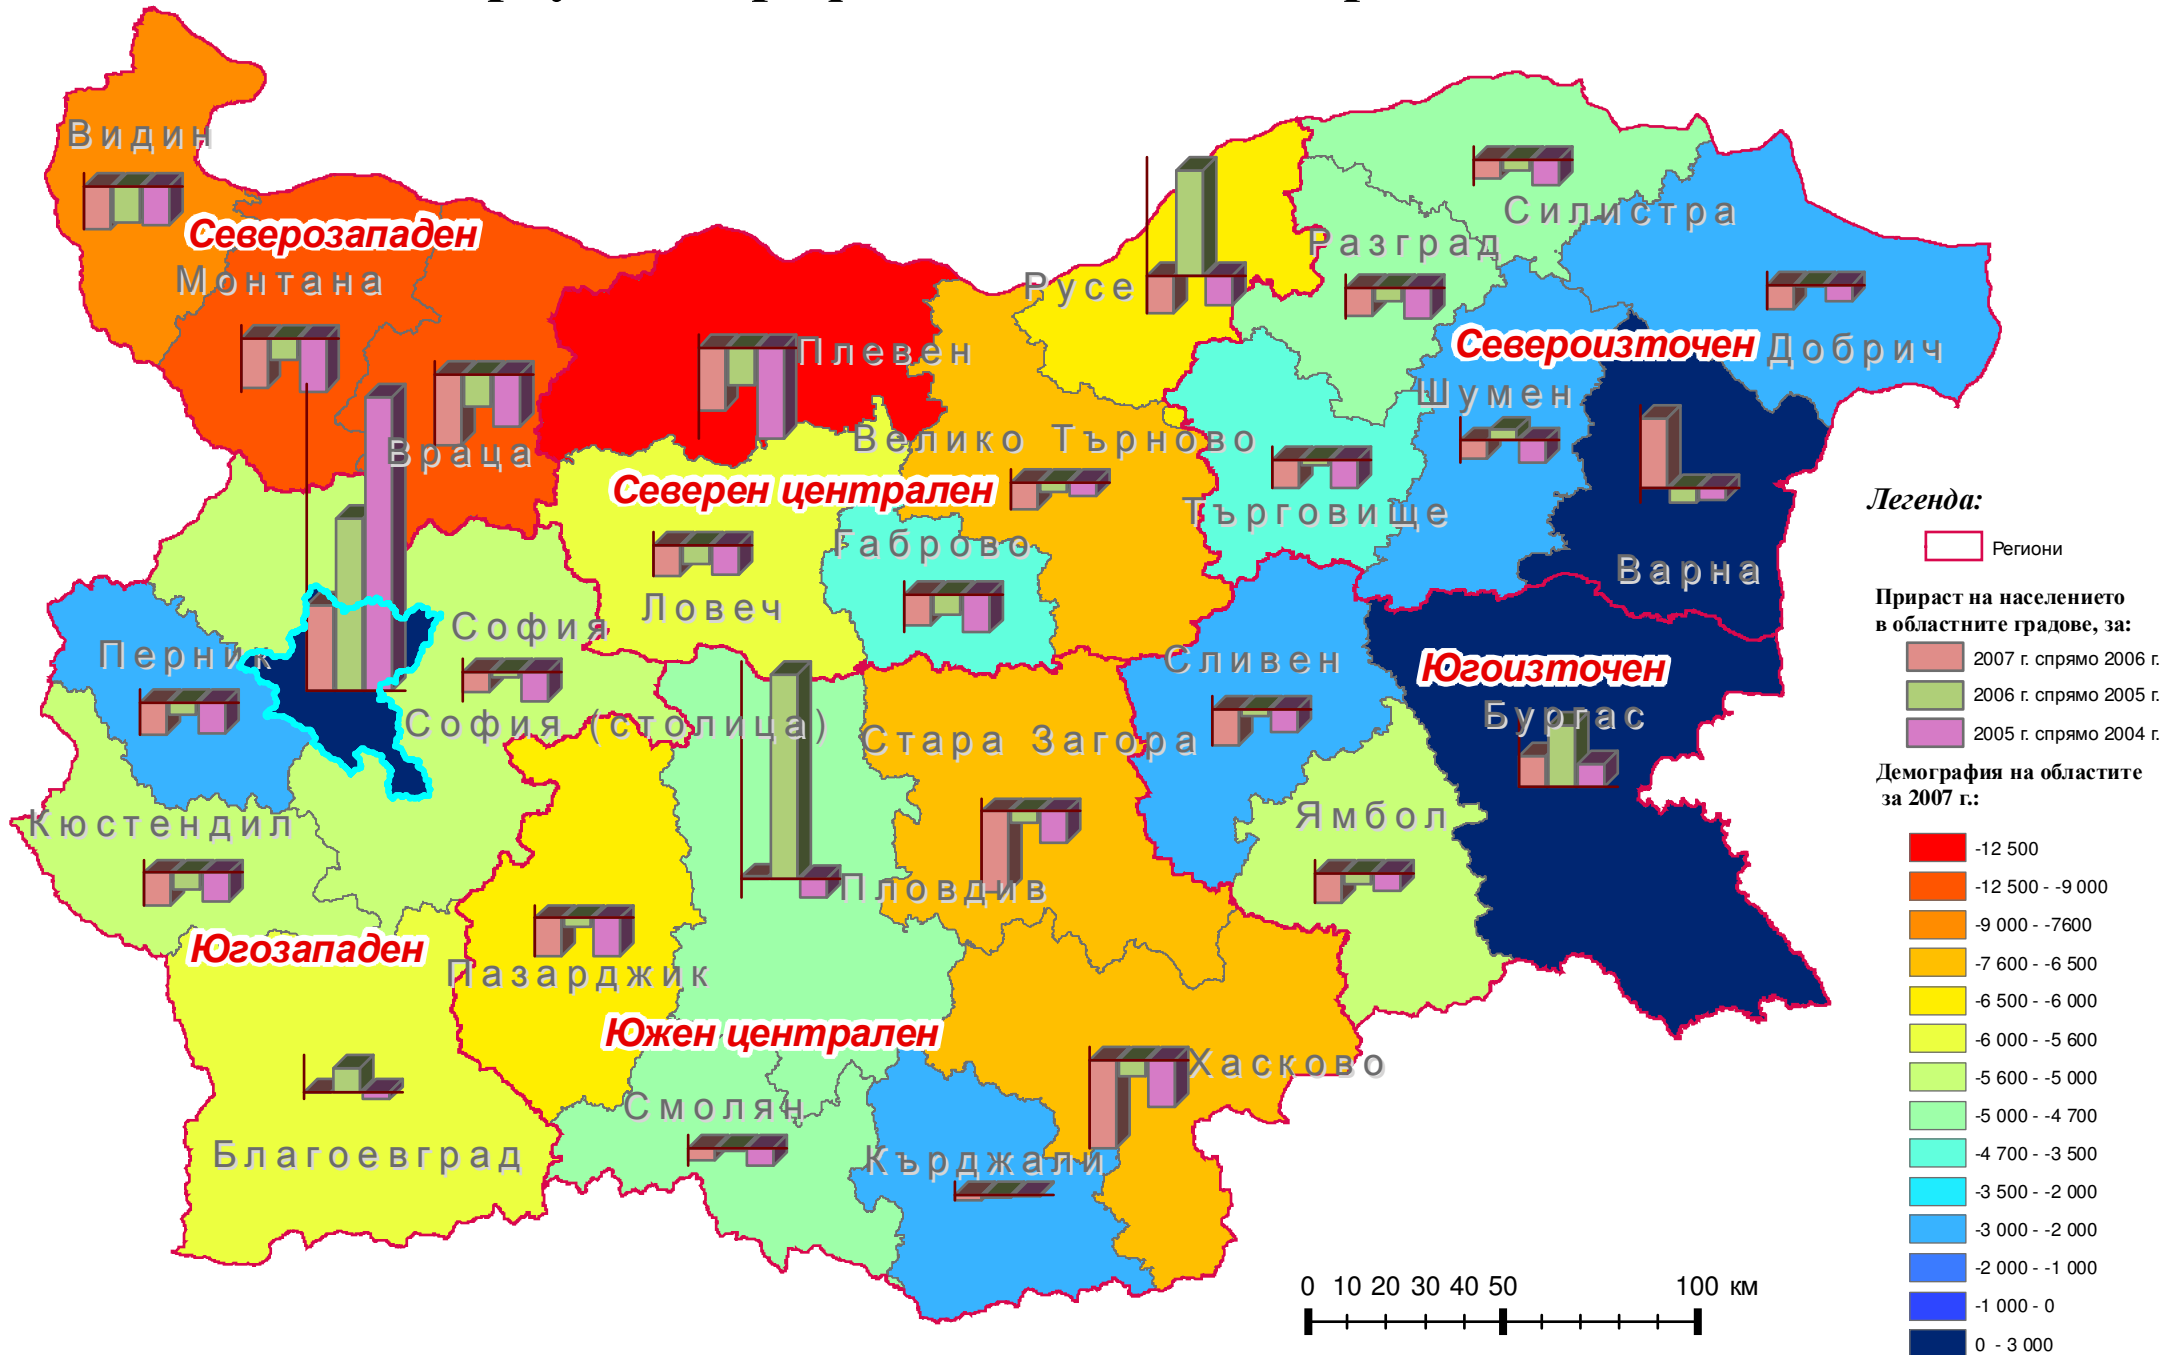 Видин
Северозападен
Монтана
Враца
Плевен
Русе
Силистра
Разград
Североизточен
Добрич
Шумен
Велико Търново
Северен централен
Търговище
Габрово
Варна
Ловеч
София
Перник
Сливен
Югоизточен
Бургас
София (столица)
Стара Загора
Кюстендил
Ямбол
Пловдив
Югозападен
Пазарджик
Южен централен
Хасково
Смолян
Благоевград
Кърджали
0 10 20 30 40 50 100 км
Легенда:
Региони
Прираст на населението
в областните градове, за:
2007 г. спрямо 2006 г.
2006 г. спрямо 2005 г.
2005 г. спрямо 2004 г.
Демография на областите
за 2007 г.:
-12 500
-12 500 - -9 000
-9 000 - -7600
-7 600 - -6 500
-6 500 - -6 000
-6 000 - -5 600
-5 600 - -5 000
-5 000 - -4 700
-4 700 - -3 500
-3 500 - -2 000
-3 000 - -2 000
-2 000 - -1 000
-1 000 - 0
0 - 3 000